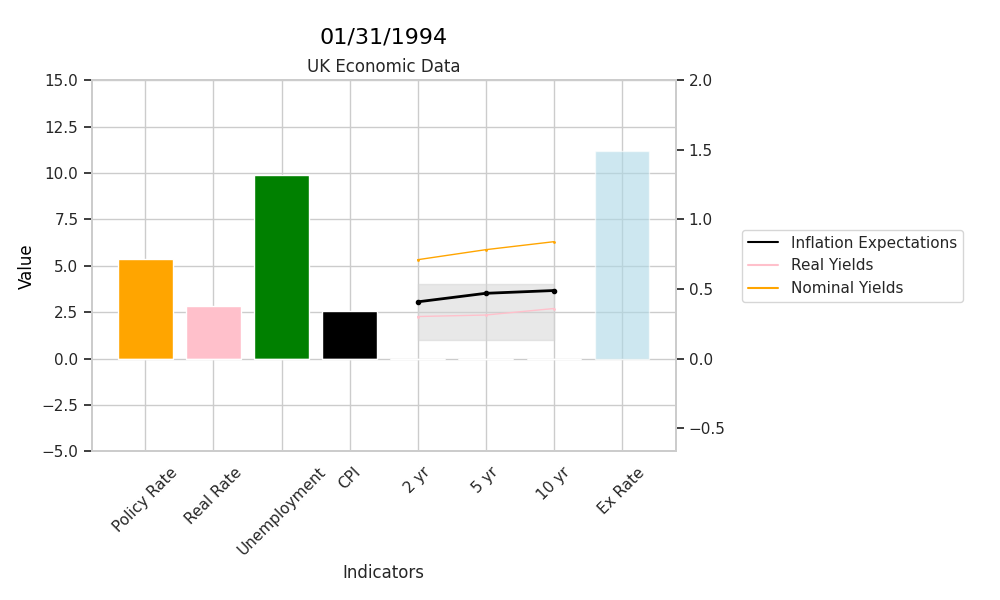 01/31/1994
UK Economic Data
15.0
12.5
10.0
7.5
5.0
2.5
0.0
−2.5
−5.0
Value
2.0
1.5
1.0
0.5
0.0
−0.5
Inflation Expectations
Real Yields
Nominal Yields
Policy Rate
Real Rate
Unemployment
CPI
2 yr
5 yr
10 yr
Ex Rate
Indicators